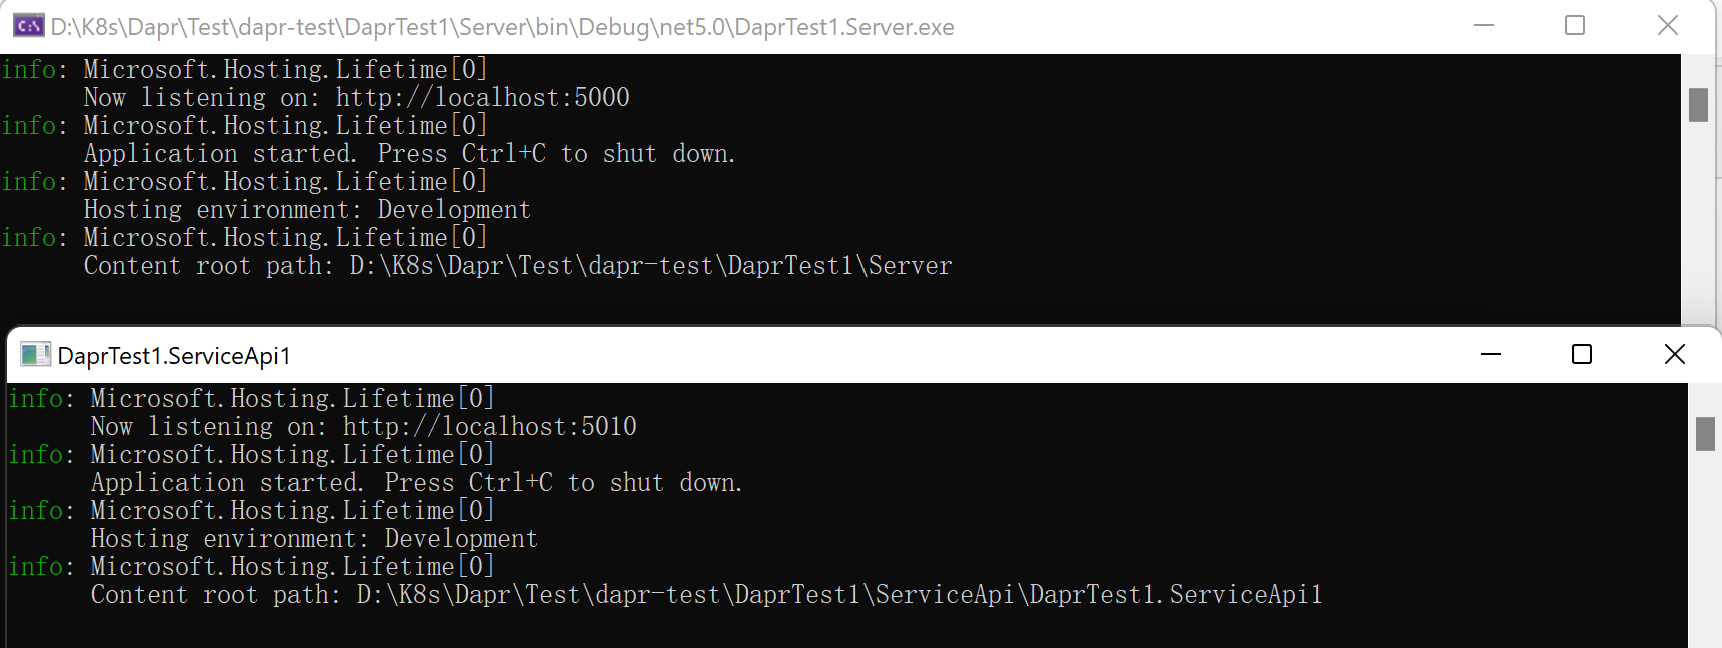 D:\K8s\Dapr\Test\dapr-test\DaprTest1\Server\bin\Debug\net5.0\DaprTest1.Server.exe
info: Microsoft.Hosting.Lifetime[0]
Now listening on: http://localhost:5000
info: Microsoft.Hosting.Lifetime[0]
Application started. Press Ctrl+C to shut down.
info: Microsoft.Hosting.Lifetime[0]
Hosting environment: Development
info: Microsoft.Hosting.Lifetime[0]
Content root path: D:\K8s\Dapr\Test\dapr-test\DaprTest1\Server
DaprTest1.ServiceApi1
info: Microsoft.Hosting.Lifetime[0]
Now listening on: http://localhost:5010
info: Microsoft.Hosting.Lifetime[0]
Application started. Press Ctrl+C to shut down.
info: Microsoft.Hosting.Lifetime[0]
Hosting environment: Development
info: Microsoft.Hosting.Lifetime[0]
Content root path: D:\K8s\Dapr\Test\dapr-test\DaprTest1\ServiceApi\DaprTest1.ServiceApi1